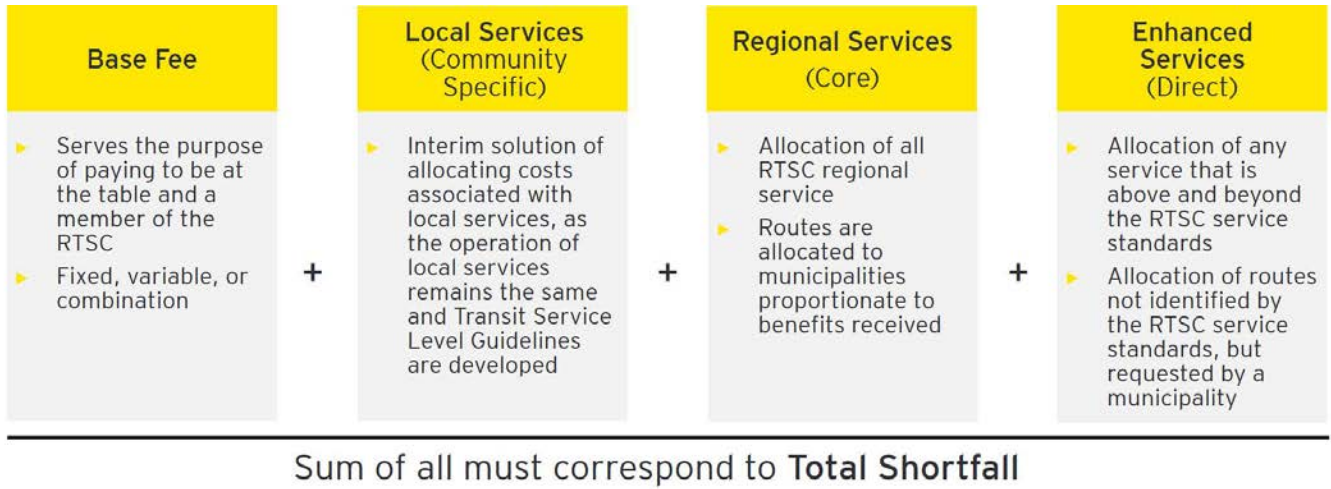 Base Fee
Serves the purpose
of paying to be at
the table and a
member of the
RTSC
Fixed, variable, or
combination
+
Local Services
(Community
Specific)
Interim solution of
allocating costs
associated with
local services, as
the operation of
local services
remains the same
and Transit Service
Level Guidelines
are developed
+
Regional Services
(Core)
Allocation of all
RTSC regional
service
Routes are
allocated to
municipalities
proportionate to
benefits received
+
Enhanced
Services
(Direct)
Allocation of any
service that is
above and beyond
the RTSC service
standards
Allocation of routes
not identified by
the RTSC service
standards, but
requested by a
municipality
Sum of all must correspond to Total Shortfall